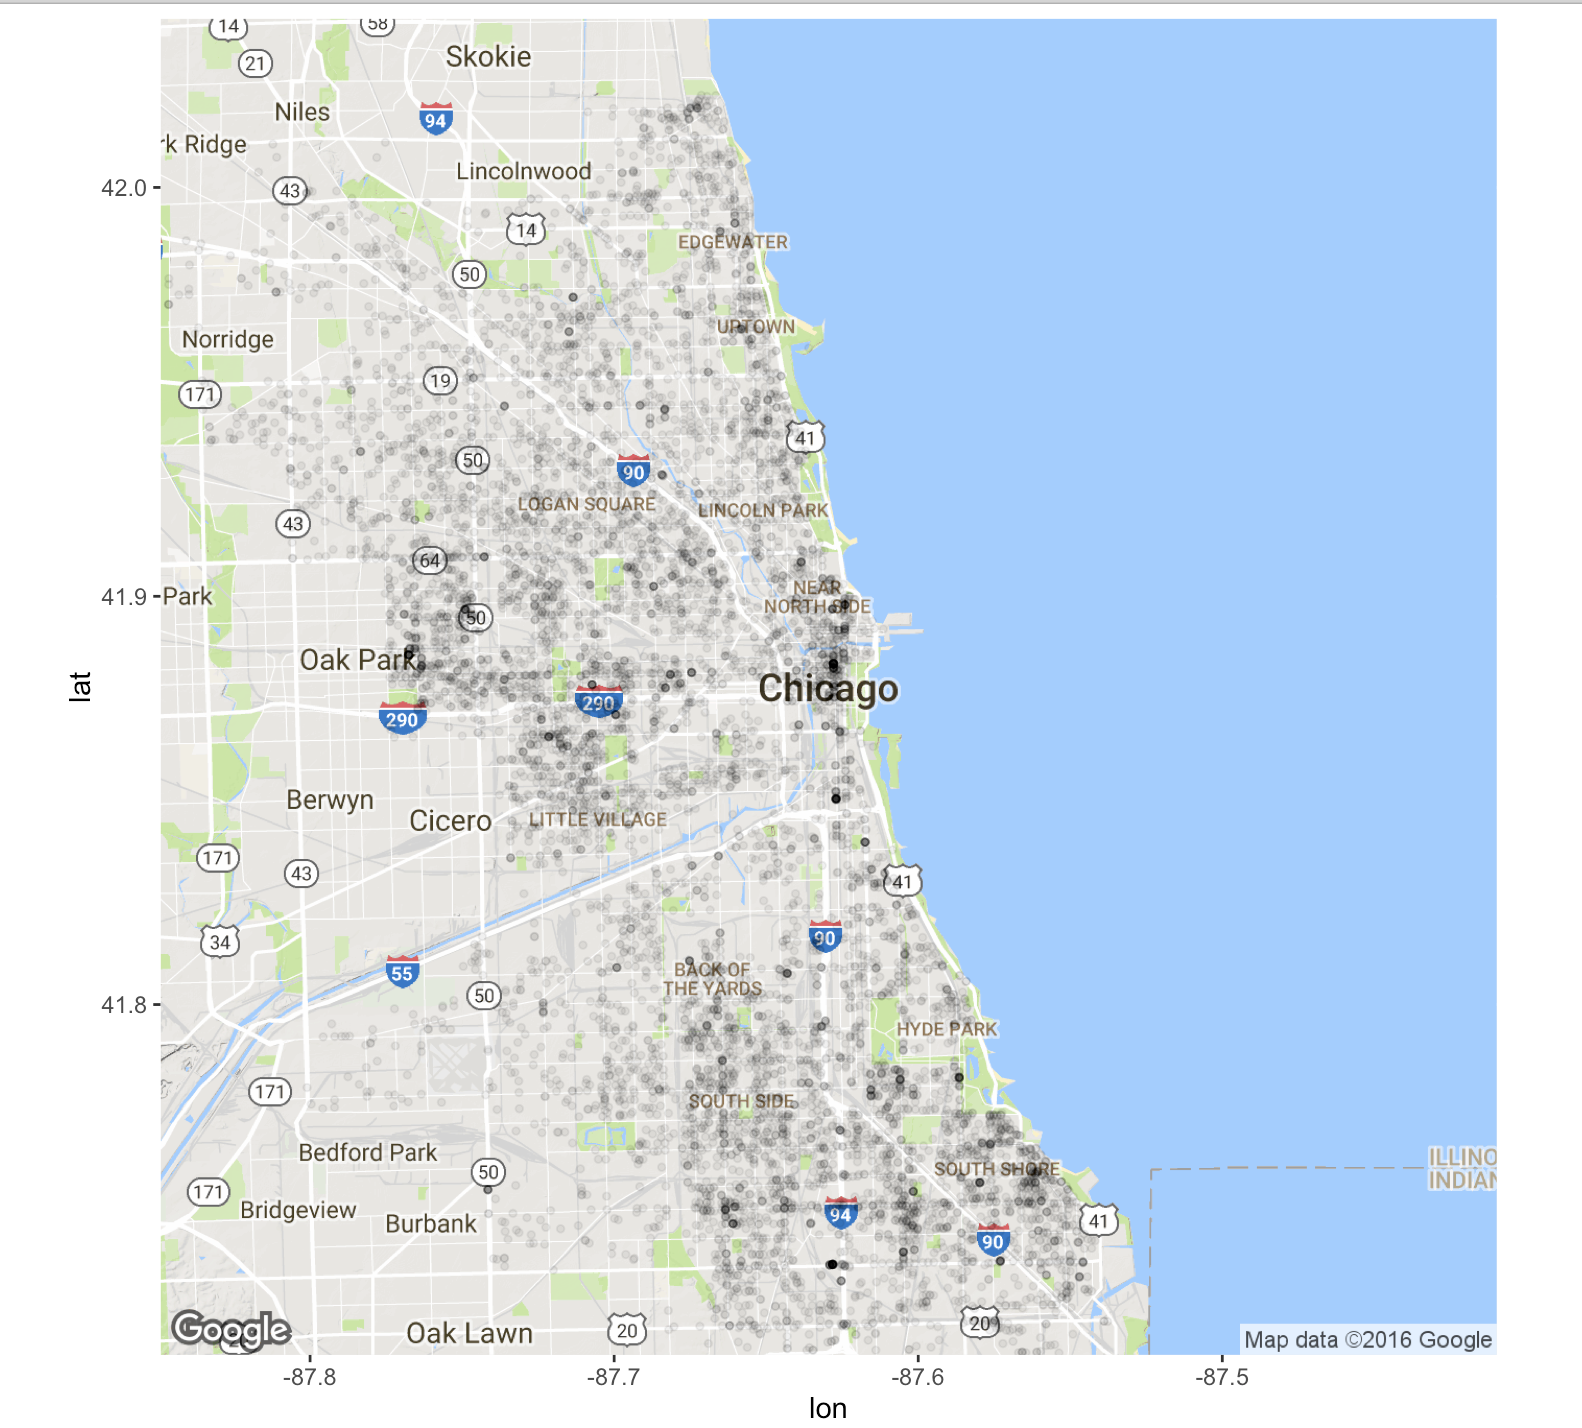 14
58
21
Skokie
Niles
94
rk Ridge
Lincolnwood
42.0
43
14
EDGEWATER
50
UPTOWN
Norridge
19
171
41
50
90
LOGAN SQUARE
LINCOLN PARK
43
64
NEAR
NORTH SIDE
41.9
Park
50
Oak Park
lat
Chicago
290
290
Berwyn
Cicero
LITTLE VILLAGE
171
43
41
34
90
55
BACK OF
THE YARDS
50
41.8
HYDE PARK
171
SOUTH SIDE
Bedford Park
50
SOUTH SHORE
ILLINO
INDIAN
171
Bridgeview
Burbank
94
41
90
Google
Oak Lawn
20
20
Map data ©2016 Google
-87.8
-87.7
-87.6
-87.5
lon